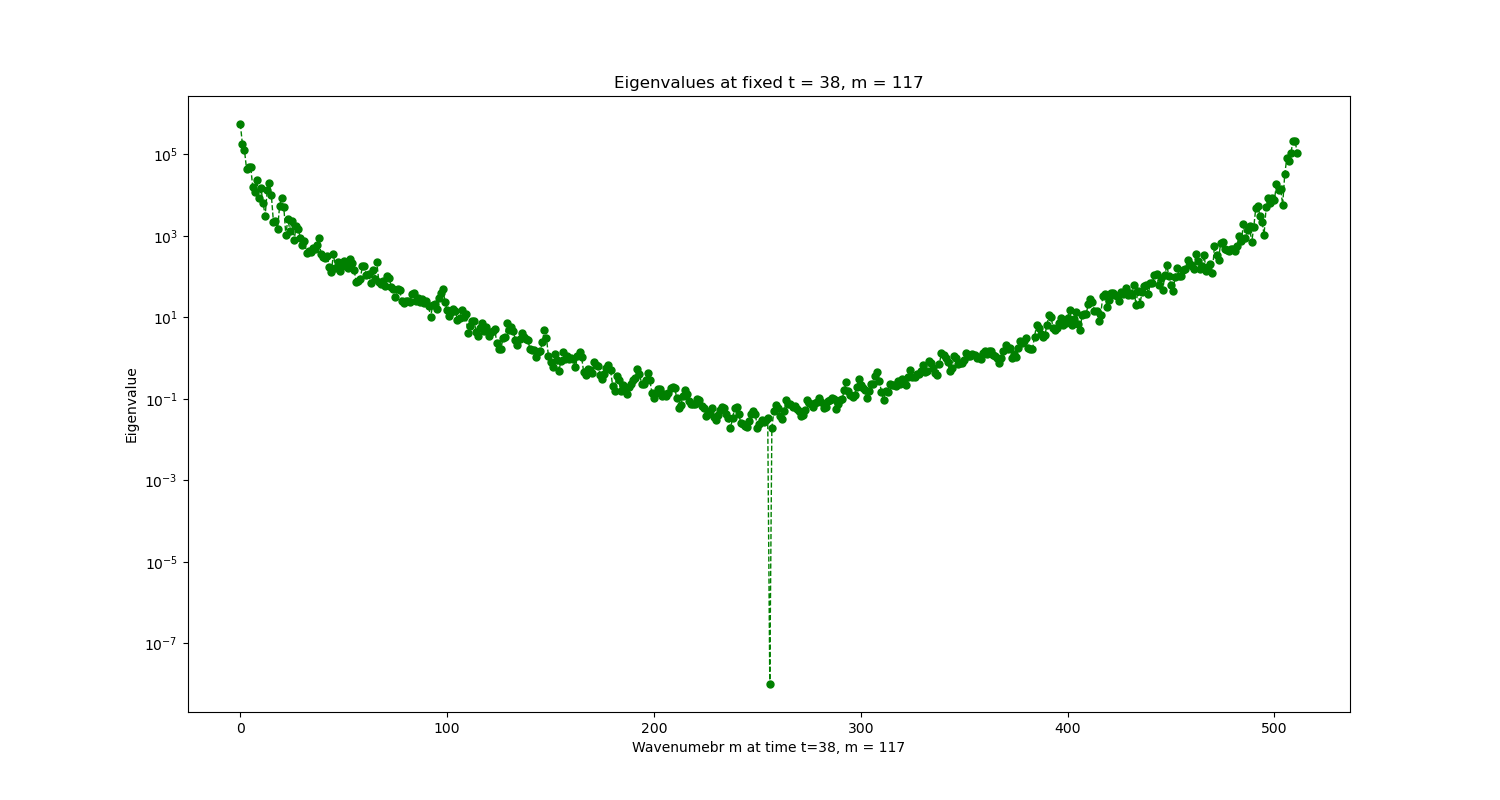 Eigenvalues at fixed t = 38, m = 117
10^5
10^3
10^1
10^-1
10^-3
10^-5
10^-7
Eigenvalue
0 100 200 300 400 500
Wavenumebr m at time t=38, m = 117